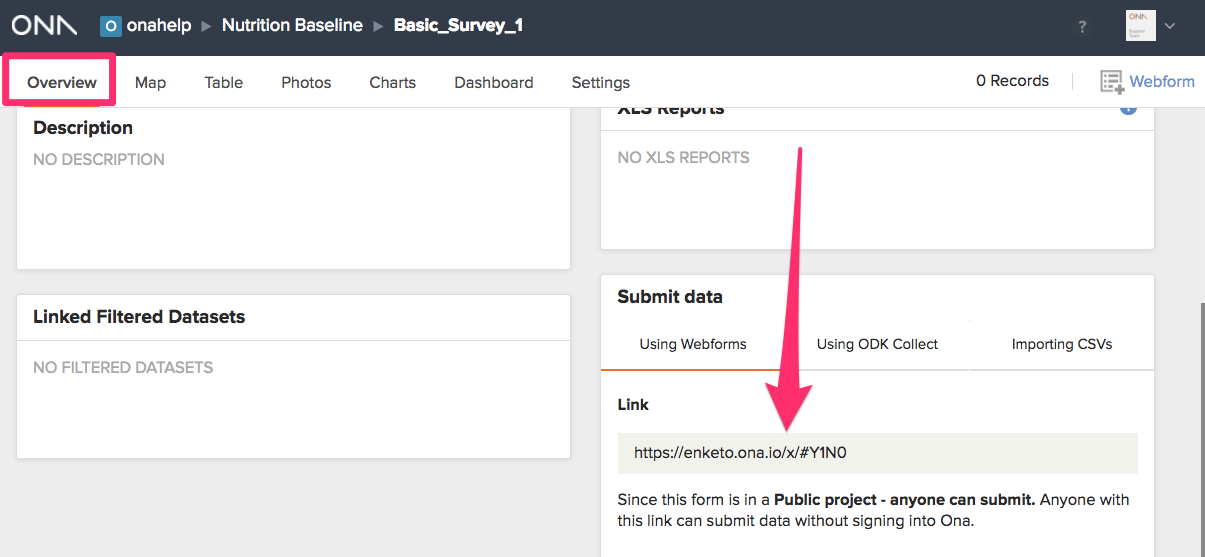 ONA O onahelp ▸ Nutrition Baseline ▸ Basic_Survey_1 ?
ONA
Overview Map Table Photos Charts Dashboard Settings 0 Records Webform
Description
NO DESCRIPTION
XLS Reports
NO XLS REPORTS
Linked Filtered Datasets
NO FILTERED DATASETS
Submit data
Using Webforms Using ODK Collect Importing CSVs
Link
https://enketo.ona.io/x/#Y1N0
Since this form is in a Public project - anyone can submit. Anyone with
this link can submit data without signing into Ona.